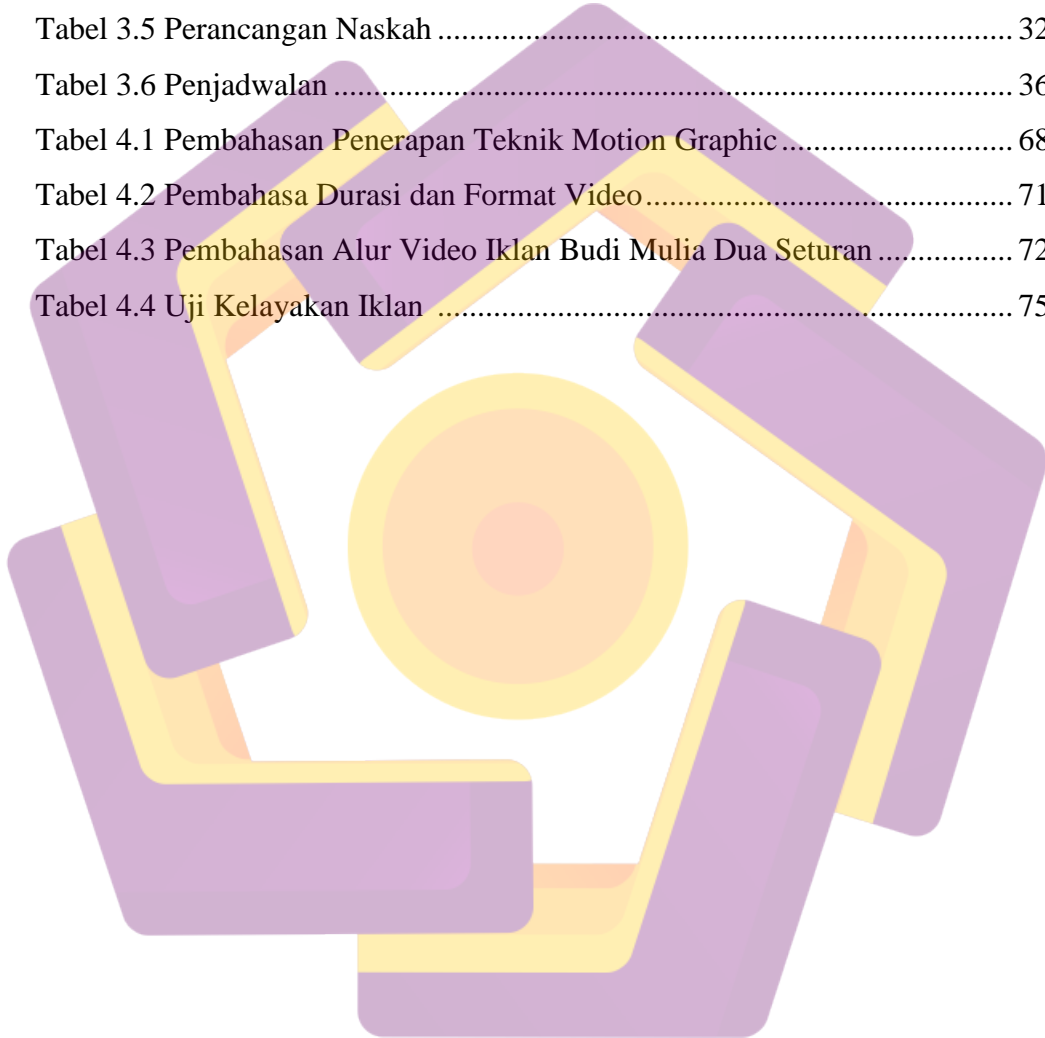 Tabel 3.5 Perancangan Naskah ........................................................................ 32
Tabel 3.6 Penjadwalan ..................................................................................... 36
Tabel 4.1 Pembahasan Penerapan Teknik Motion Graphic ............................. 68
Tabel 4.2 Pembahasa Durasi dan Format Video .............................................. 71
Tabel 4.3 Pembahasan Alur Video Iklan Budi Mulia Dua Seturan ................. 72
Tabel 4.4 Uji Kelayakan Iklan ........................................................................ 75